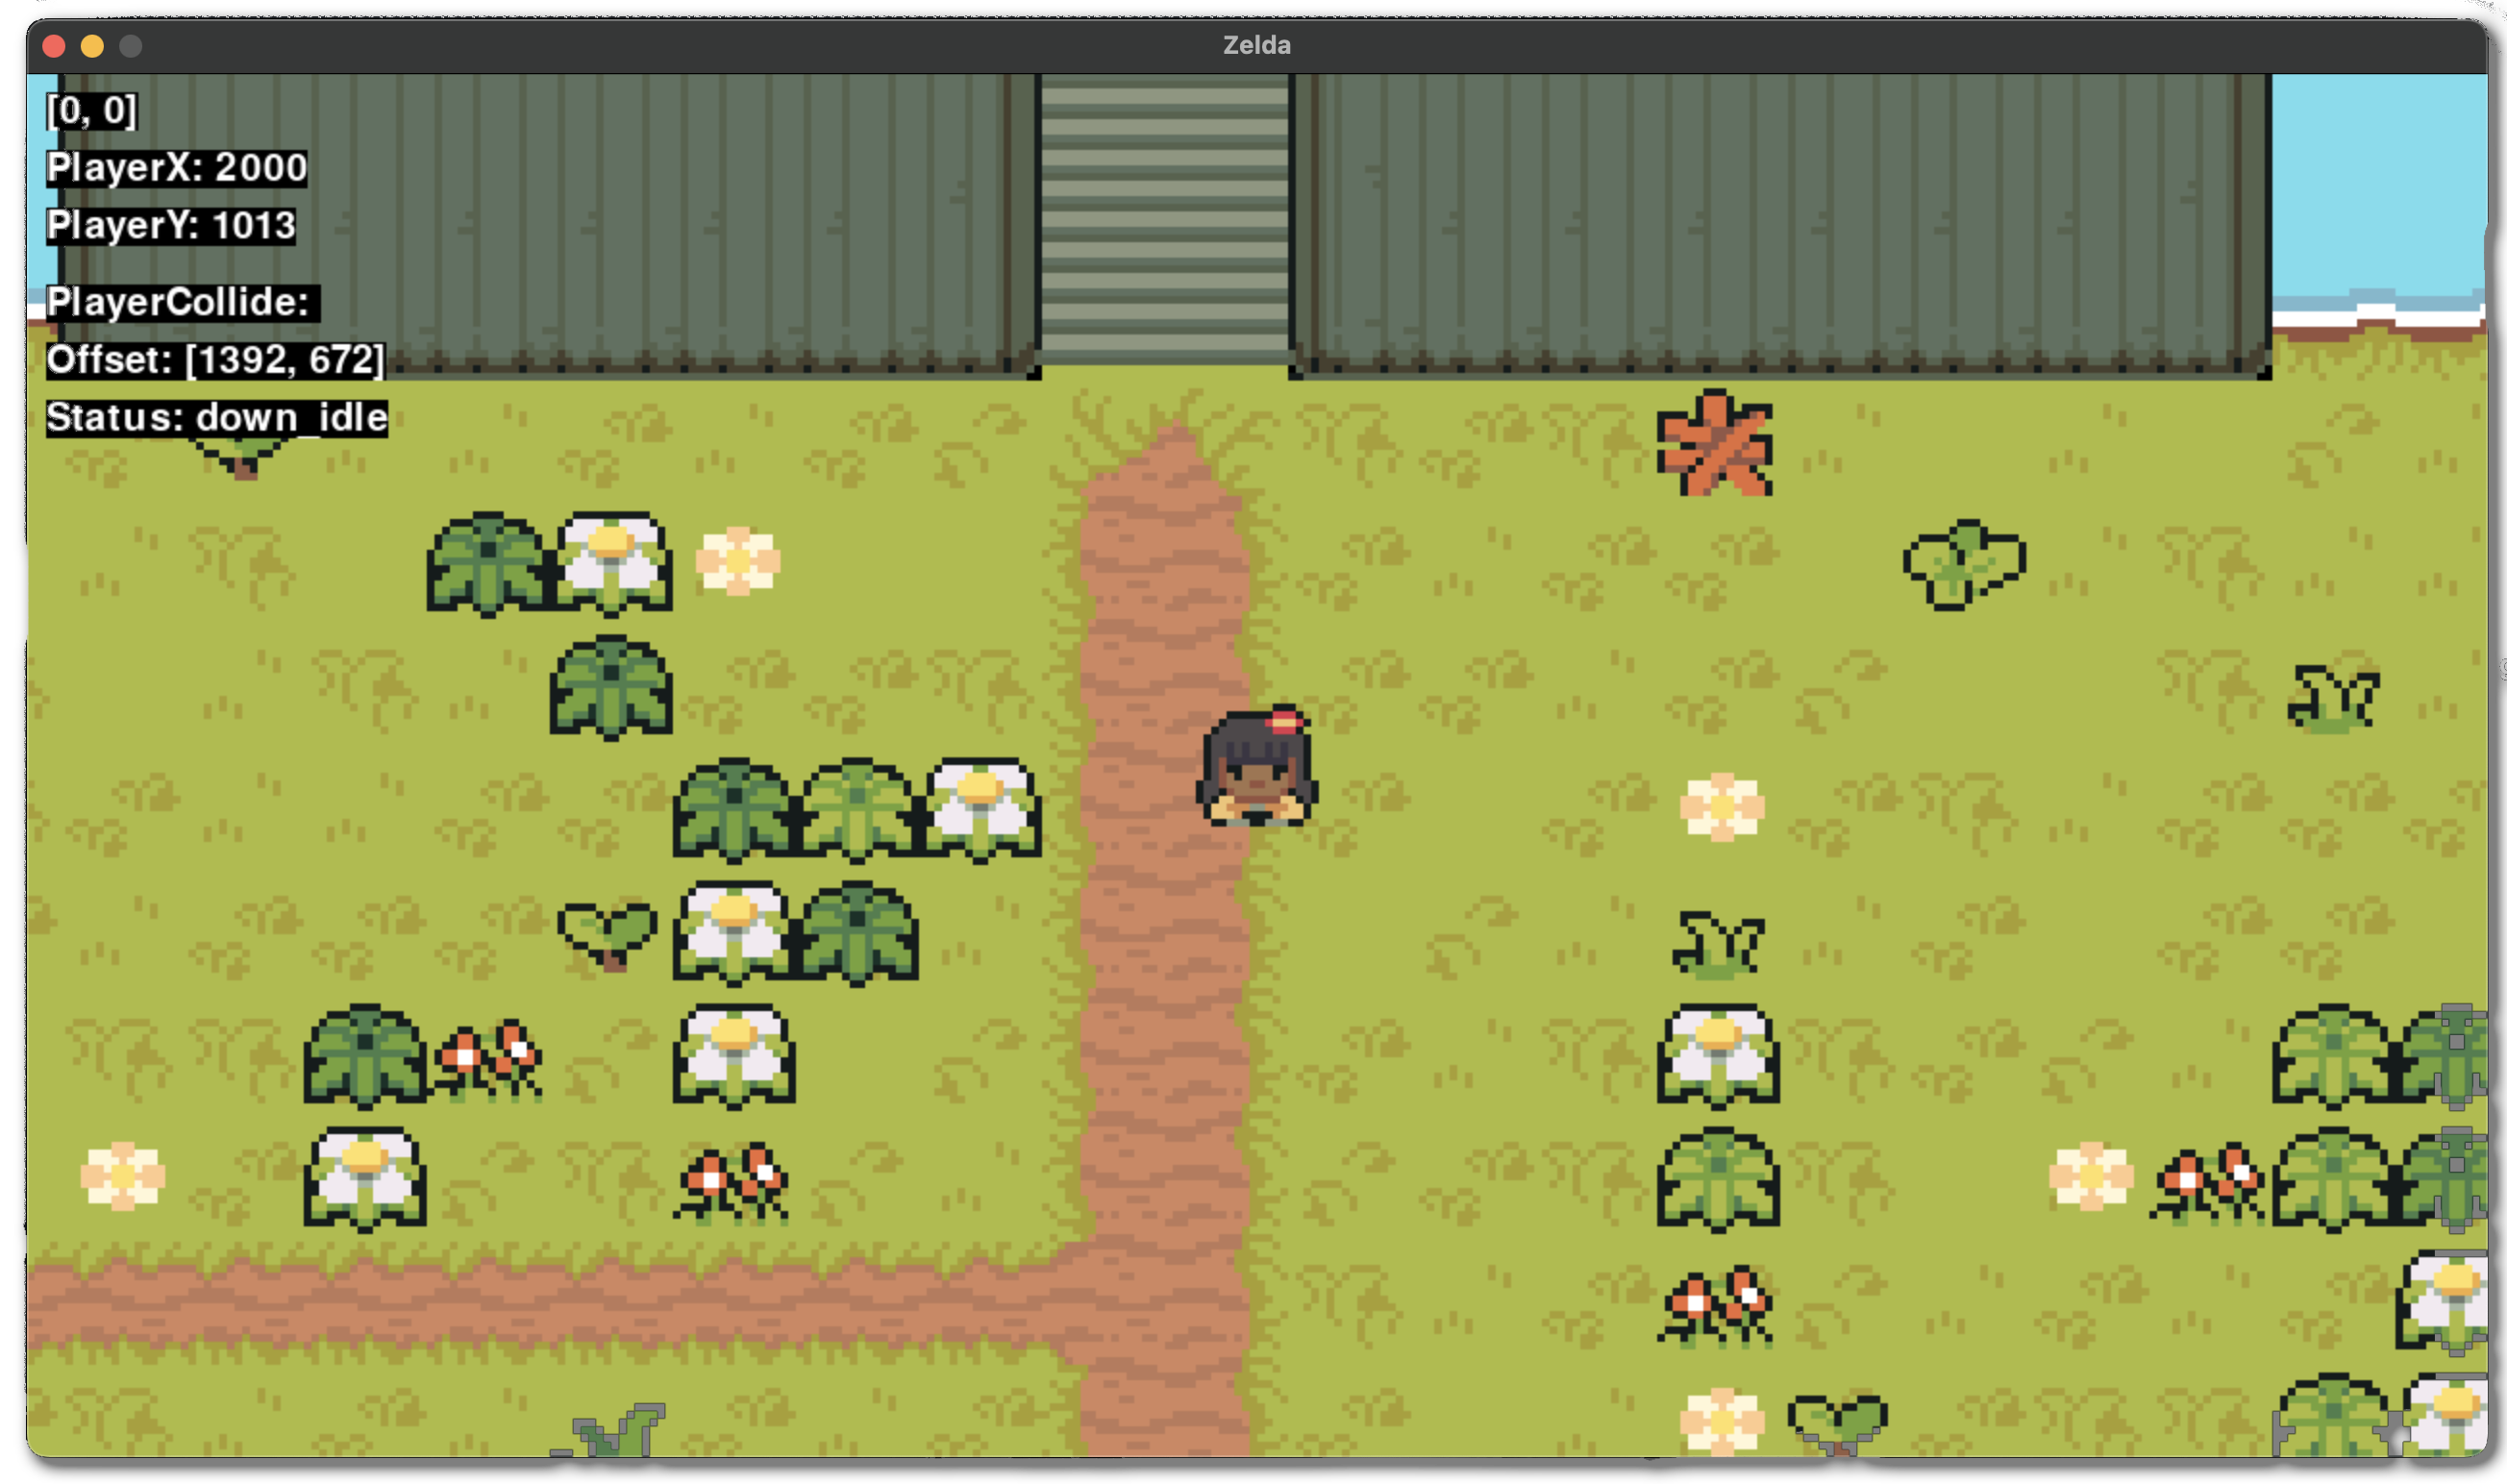 Zelda
[0, 0]
PlayerX: 2000
PlayerY: 1013
PlayerCollide:
Offset: [1392, 672]
Status: down_idle